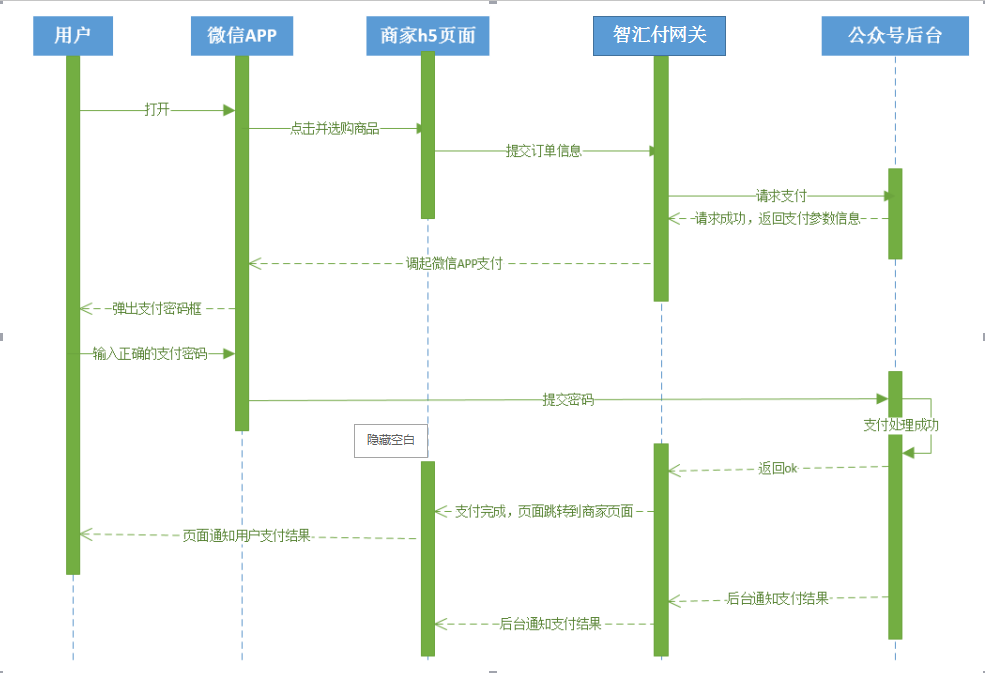 用户
微信APP
商家h5页面
智汇付网关
公众号后台
打开
点击并选购商品
提交订单信息
请求支付
请求成功，返回支付参数信息
调起微信APP支付
弹出支付密码框
输入正确的支付密码
提交密码
支付处理成功
隐藏空白
返回ok
支付完成，页面跳转到商家页面
页面通知用户支付结果
后台通知支付结果
后台通知支付结果